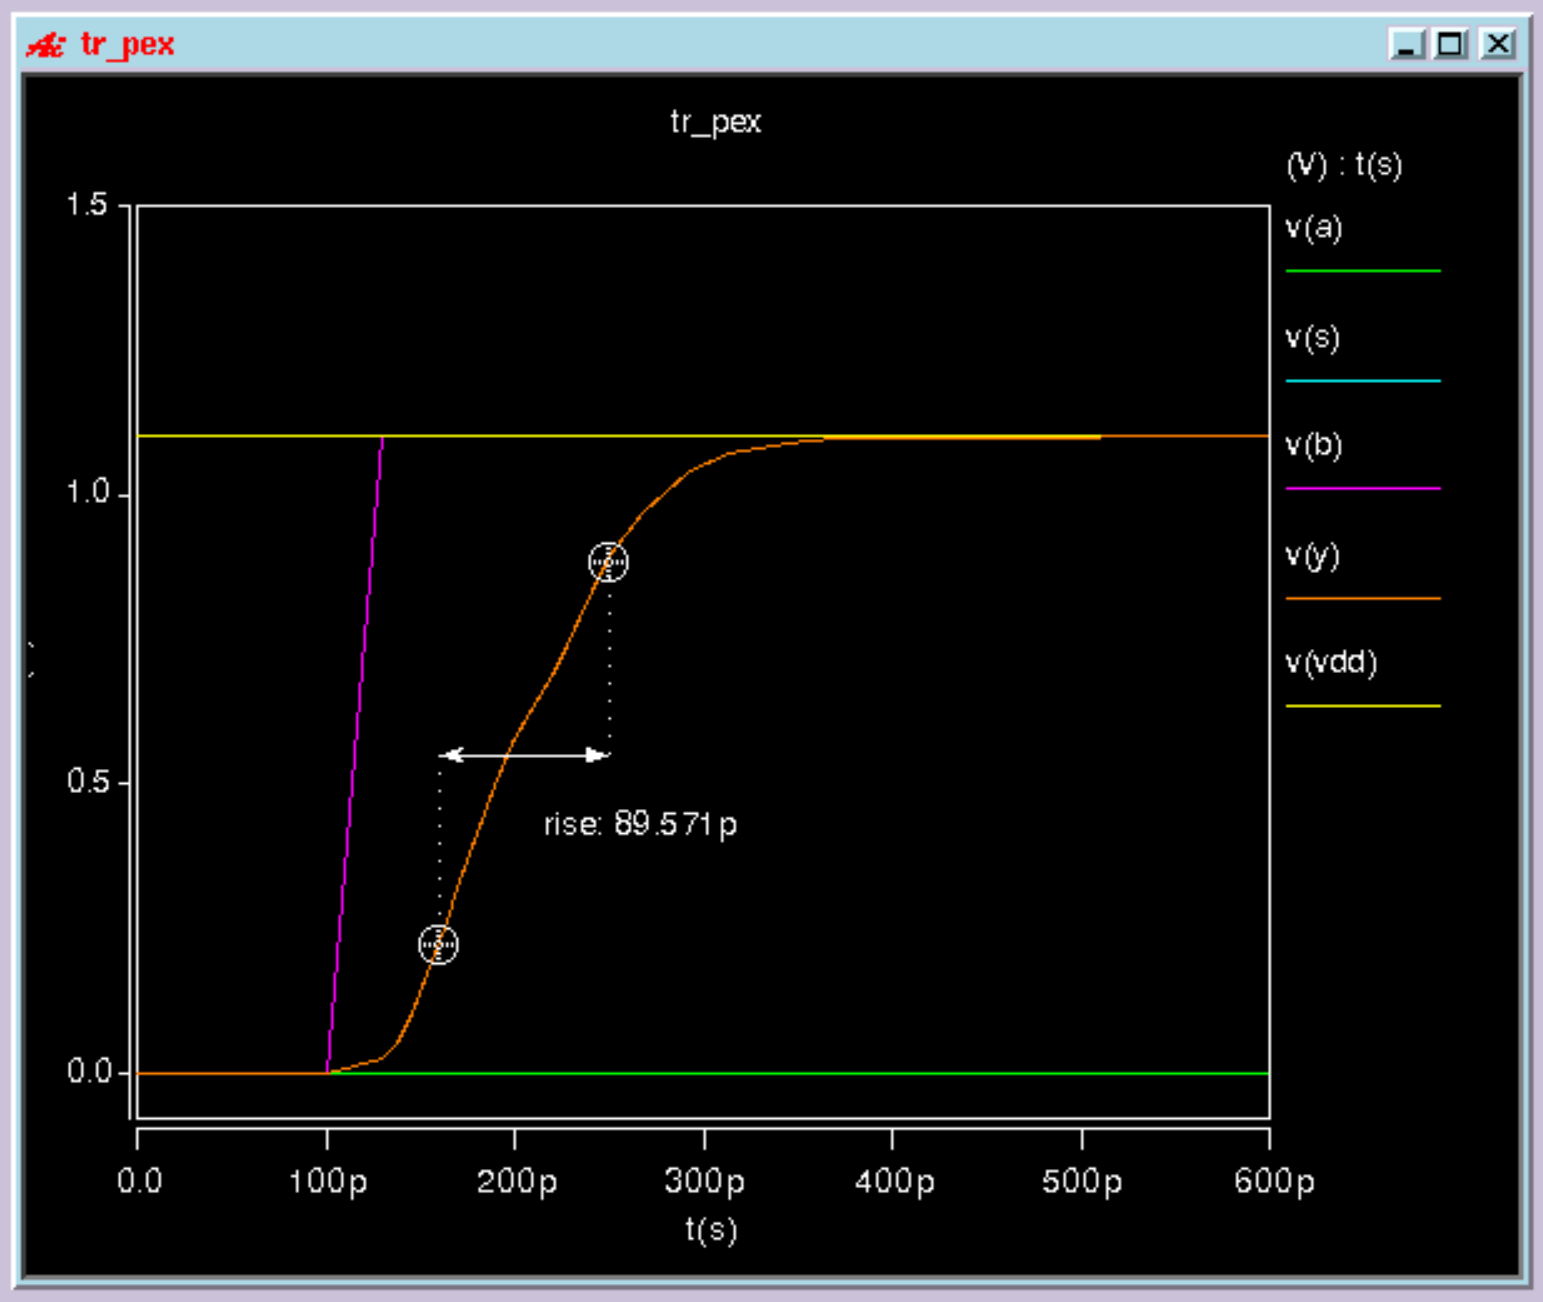 tr_pex
tr_pex
(V) : t(s)
v(a)
v(s)
v(b)
v(y)
v(vdd)
1.5
1.0
0.5
0.0
rise: 89.571p
0.0 100p 200p 300p 400p 500p 600p
t(s)